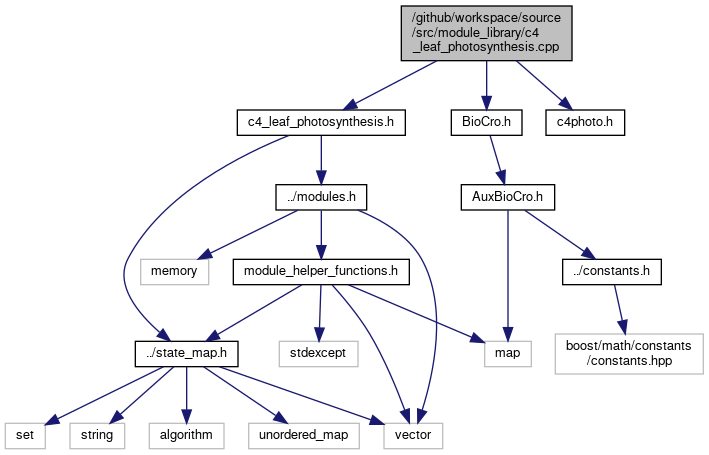 /github/workspace/source
/src/module_library/c4
_leaf_photosynthesis.cpp
c4_leaf_photosynthesis.h
BioCro.h
c4photo.h
../modules.h
AuxBioCro.h
memory
module_helper_functions.h
../constants.h
../state_map.h
stdexcept
map
boost/math/constants
/constants.hpp
set
string
algorithm
unordered_map
vector